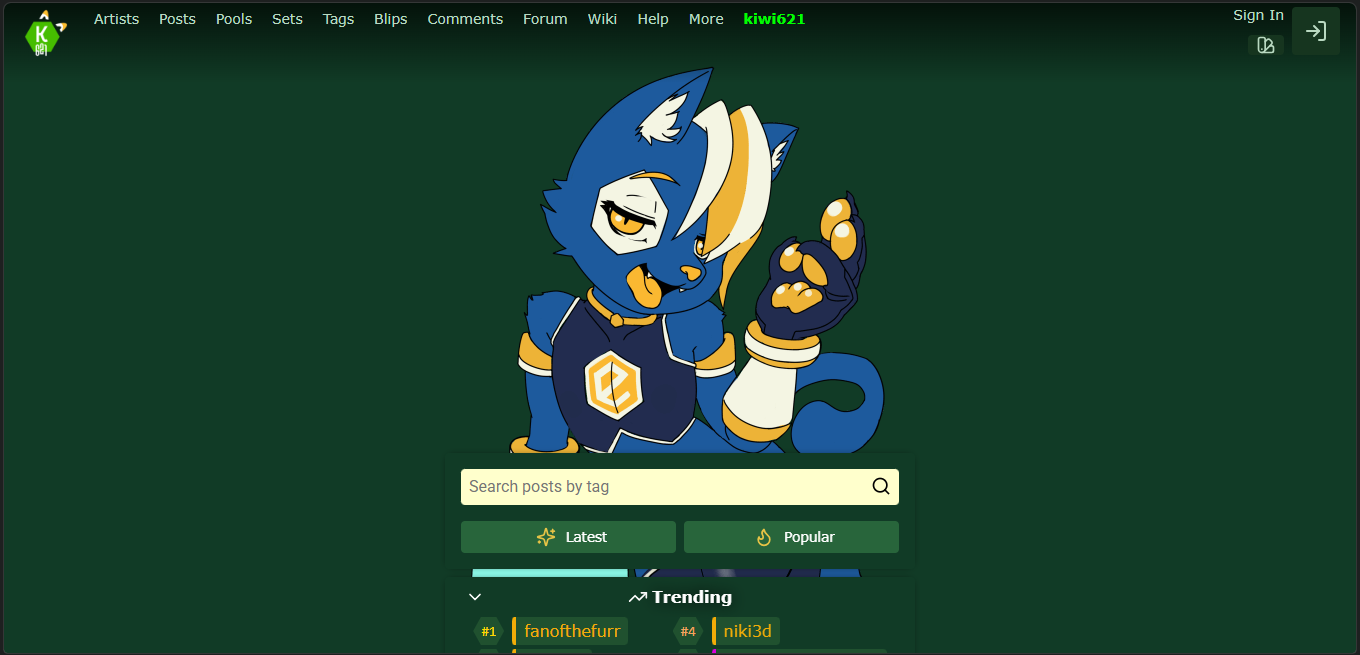 K
621
Artists Posts Pools Sets Tags Blips Comments Forum Wiki Help More kiwi621
Sign In
e
Search posts by tag
Latest Popular
Trending
#1 fanofthefurr #4 niki3d